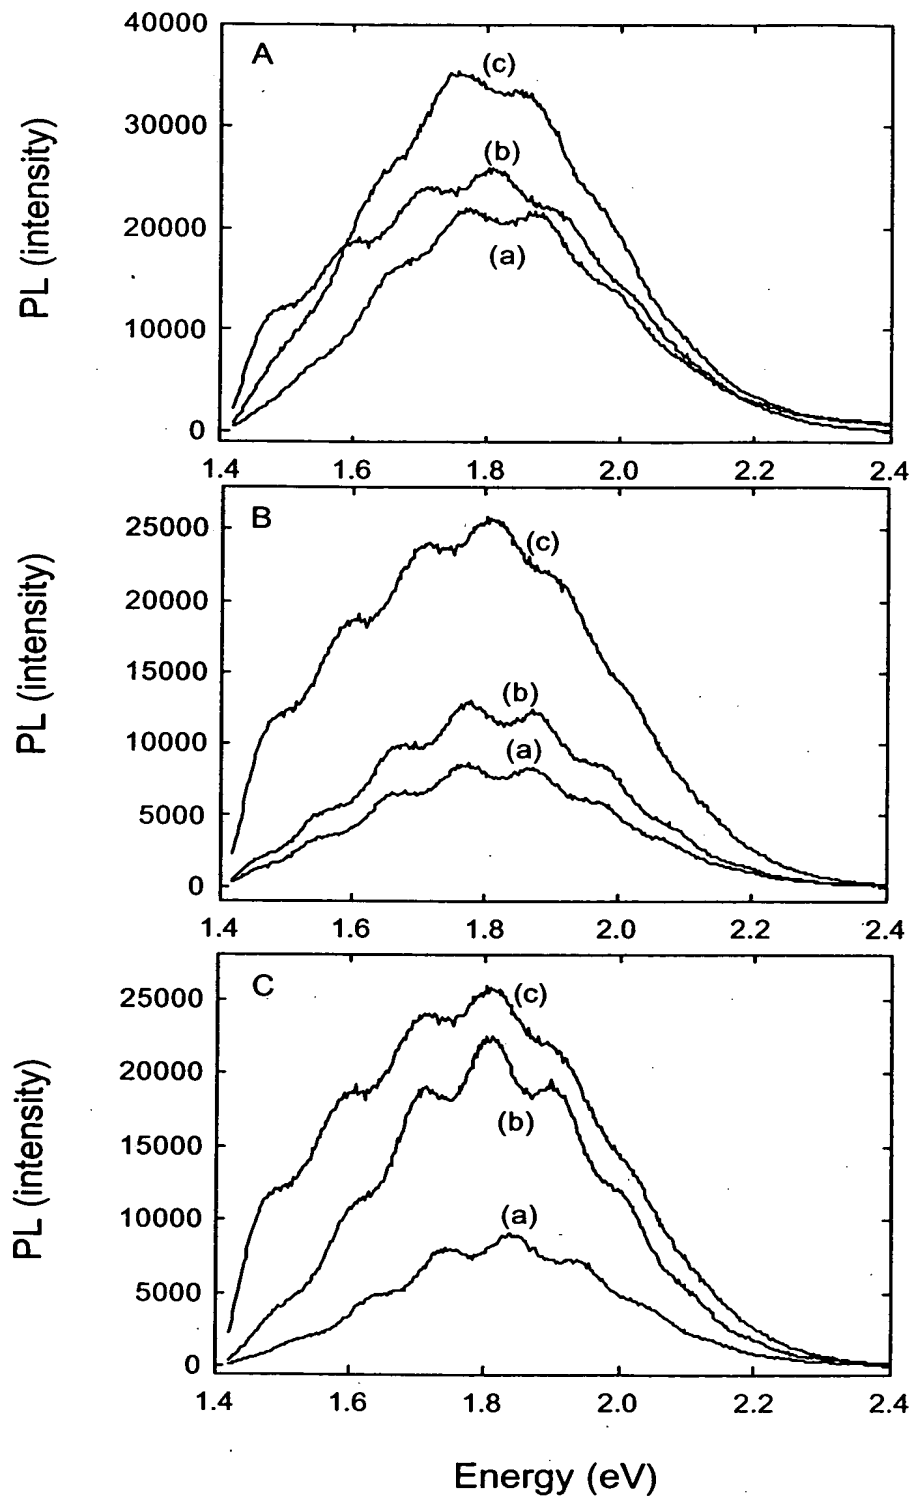 A
PL (intensity)
40000
30000
20000
10000
0
(c)
(b)
(a)
1.4 1.6 1.8 2.0 2.2 2.4
B
PL (intensity)
25000
20000
15000
10000
5000
0
(c)
(b)
(a)
1.4 1.6 1.8 2.0 2.2 2.4
C
PL (intensity)
25000
20000
15000
10000
5000
0
(c)
(b)
(a)
1.4 1.6 1.8 2.0 2.2 2.4
Energy (eV)